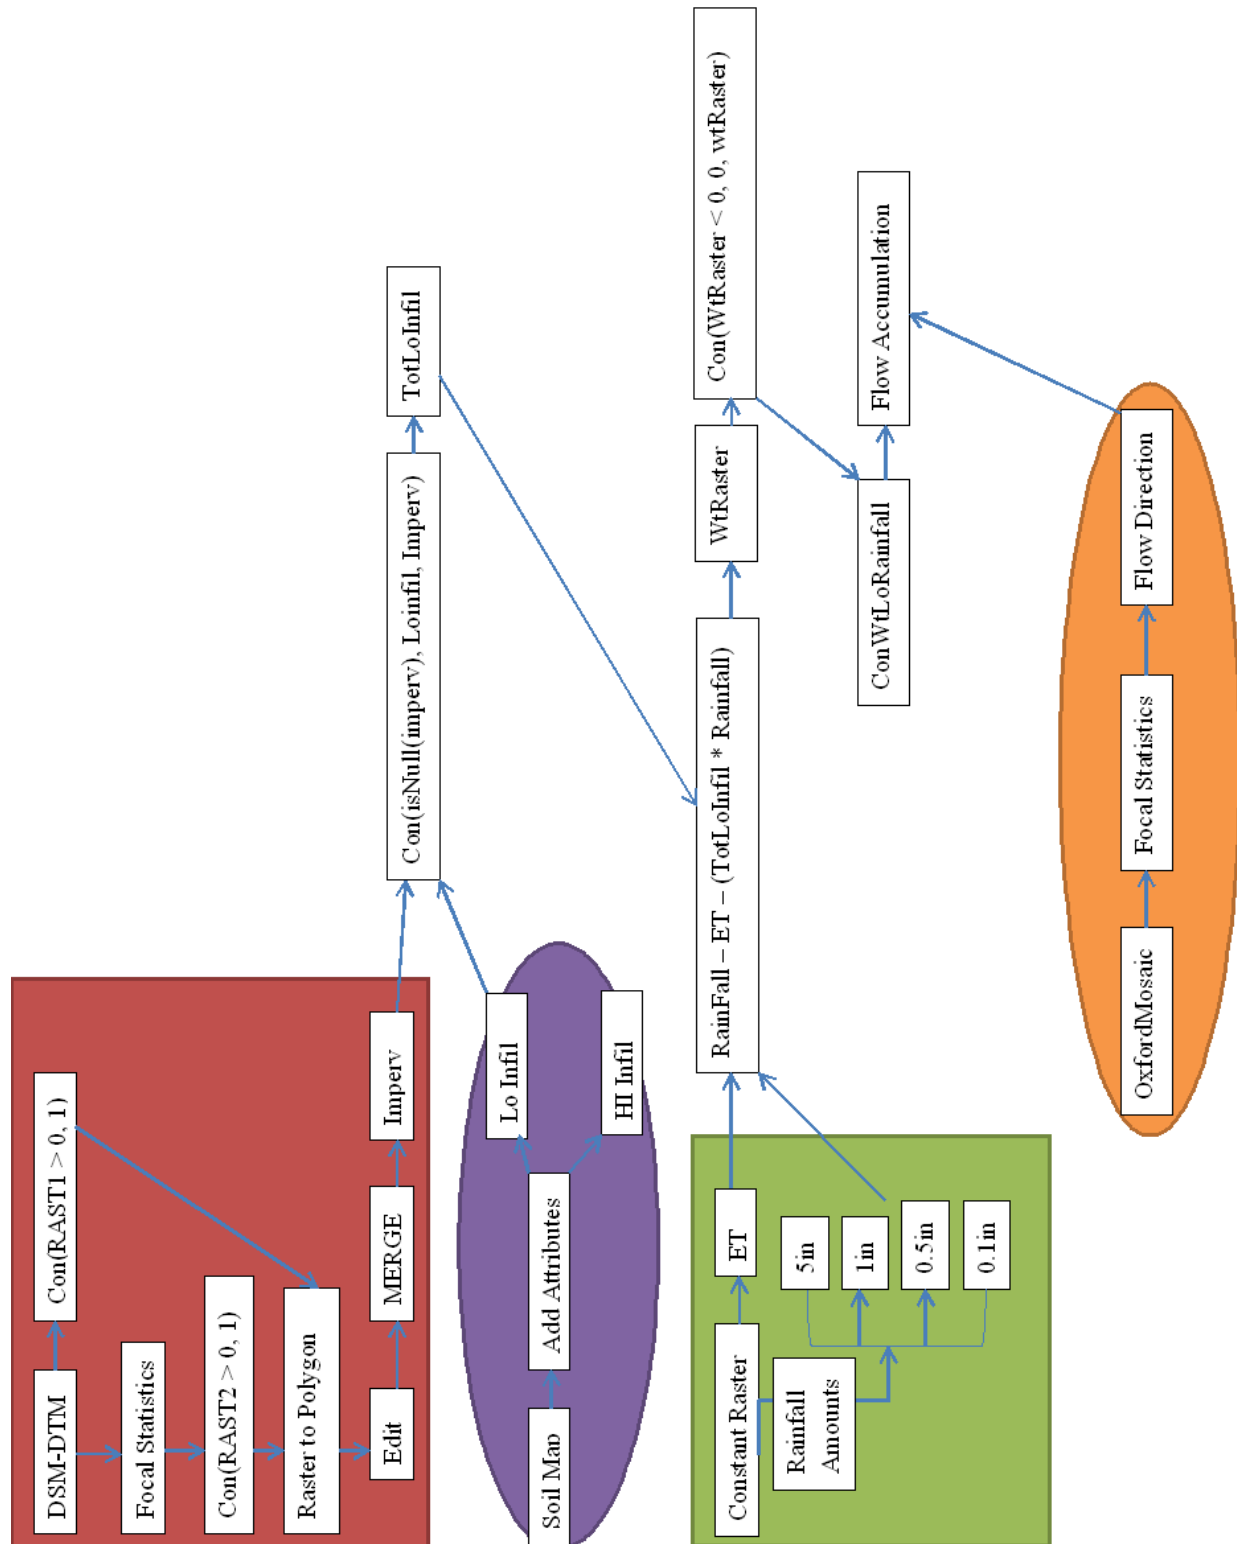 DSM-DTM
Con(RAST1 > 0, 1)
Focal Statistics
Con(RAST2 > 0, 1)
Raster to Polygon
Edit
MERGE
Imperv
Con(isNull(imperv), Loinfil, Imperv)
TotLoInfil
Soil Map
Add Attributes
Lo Infil
HI Infil
Constant Raster
ET
Rainfall
Amounts
5in
1in
0.5in
0.1in
RainFall – ET – (TotLoInfil * Rainfall)
WtRaster
Con(WtRaster < 0, 0, wtRaster)
ConWtLoRainfall
Flow Accumulation
OxfordMosaic
Focal Statistics
Flow Direction